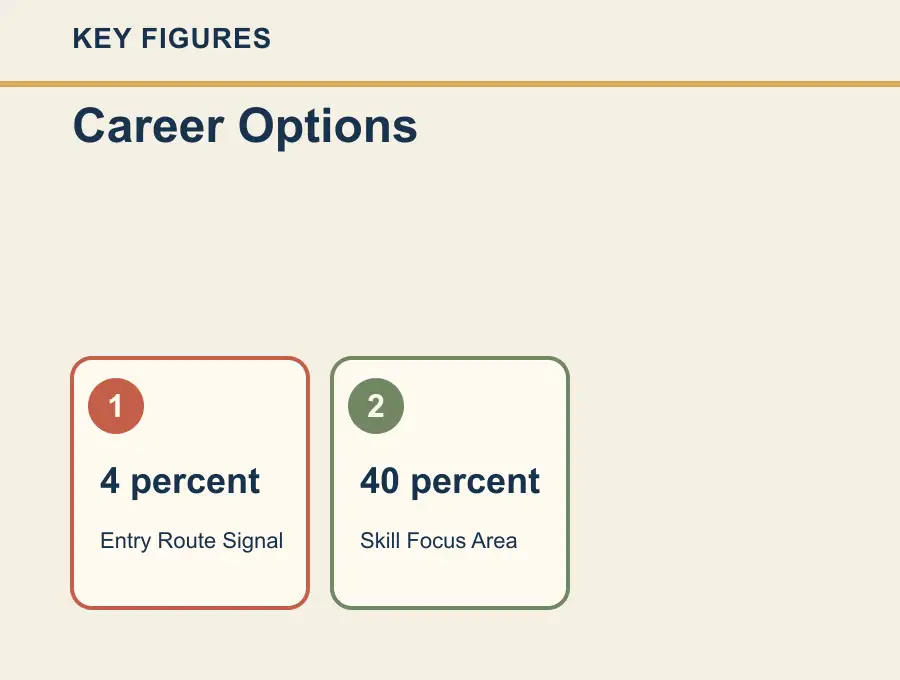 KEY FIGURES
Career Options
1
4 percent
Entry Route Signal
2
40 percent
Skill Focus Area